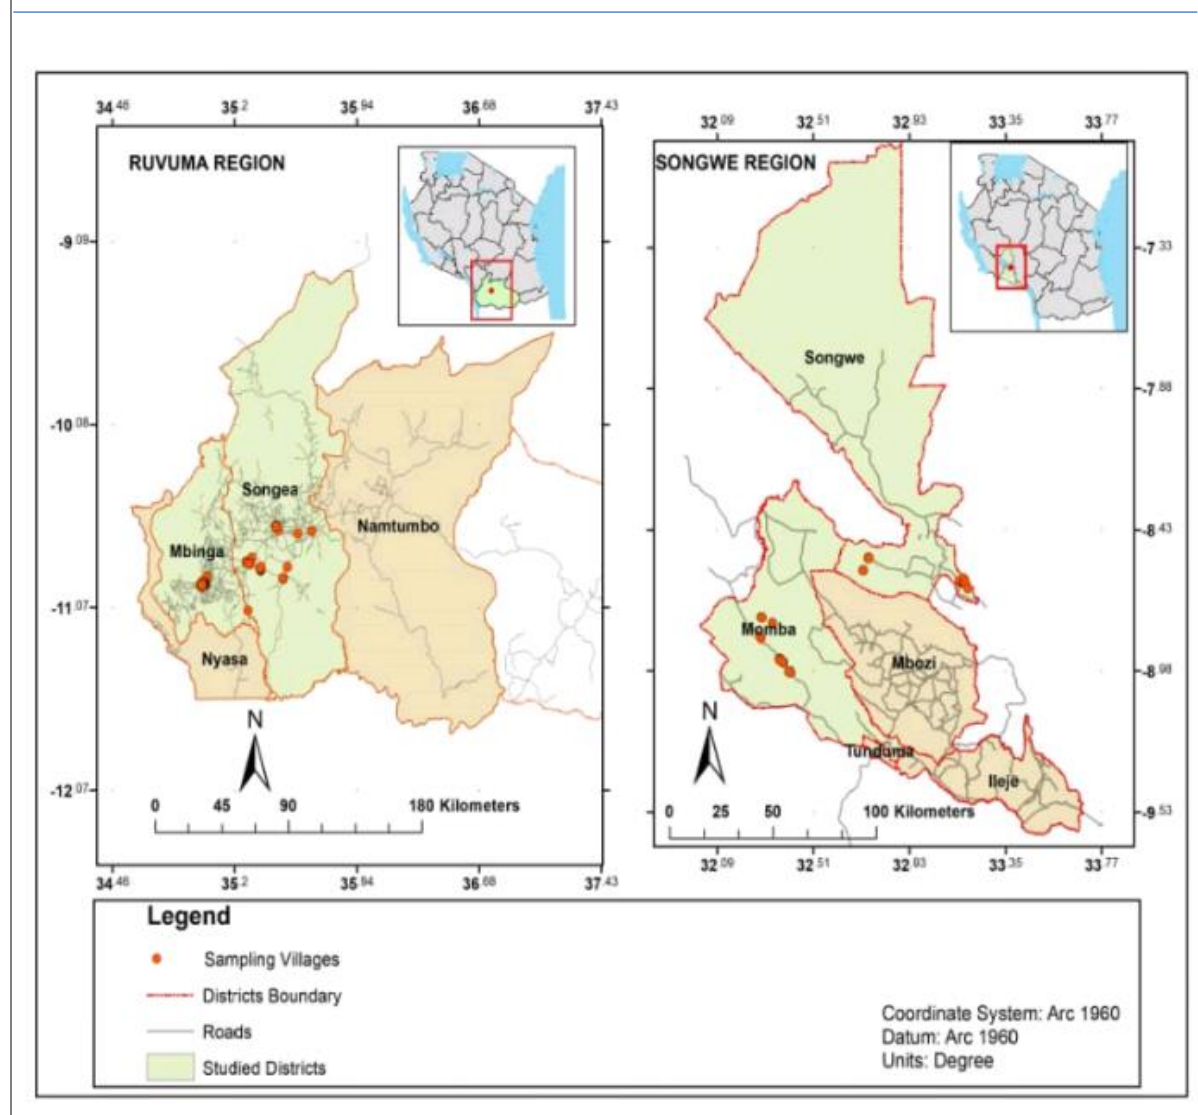 34.46 35.2 35.94 36.68 37.43
32.09 32.51 32.93 33.35 33.77
RUVUMA REGION
SONGWE REGION
-9.09
-7.33
Songwe
-7.88
-10.08
Songea
Namtumbo
-8.43
Mbinga
-11.07
Momba
Nyasa
Mbozi
-8.98
N
N
Tunduma
Ileje
-12.07
0 45 90 180 Kilometers
0 25 50 100 Kilometers
-9.53
32.09 32.51 32.93 33.35 33.77
34.46 35.2 35.94 36.68 37.43
Legend
Sampling Villages
Districts Boundary
Roads
Studied Districts
Coordinate System: Arc 1960
Datum: Arc 1960
Units: Degree